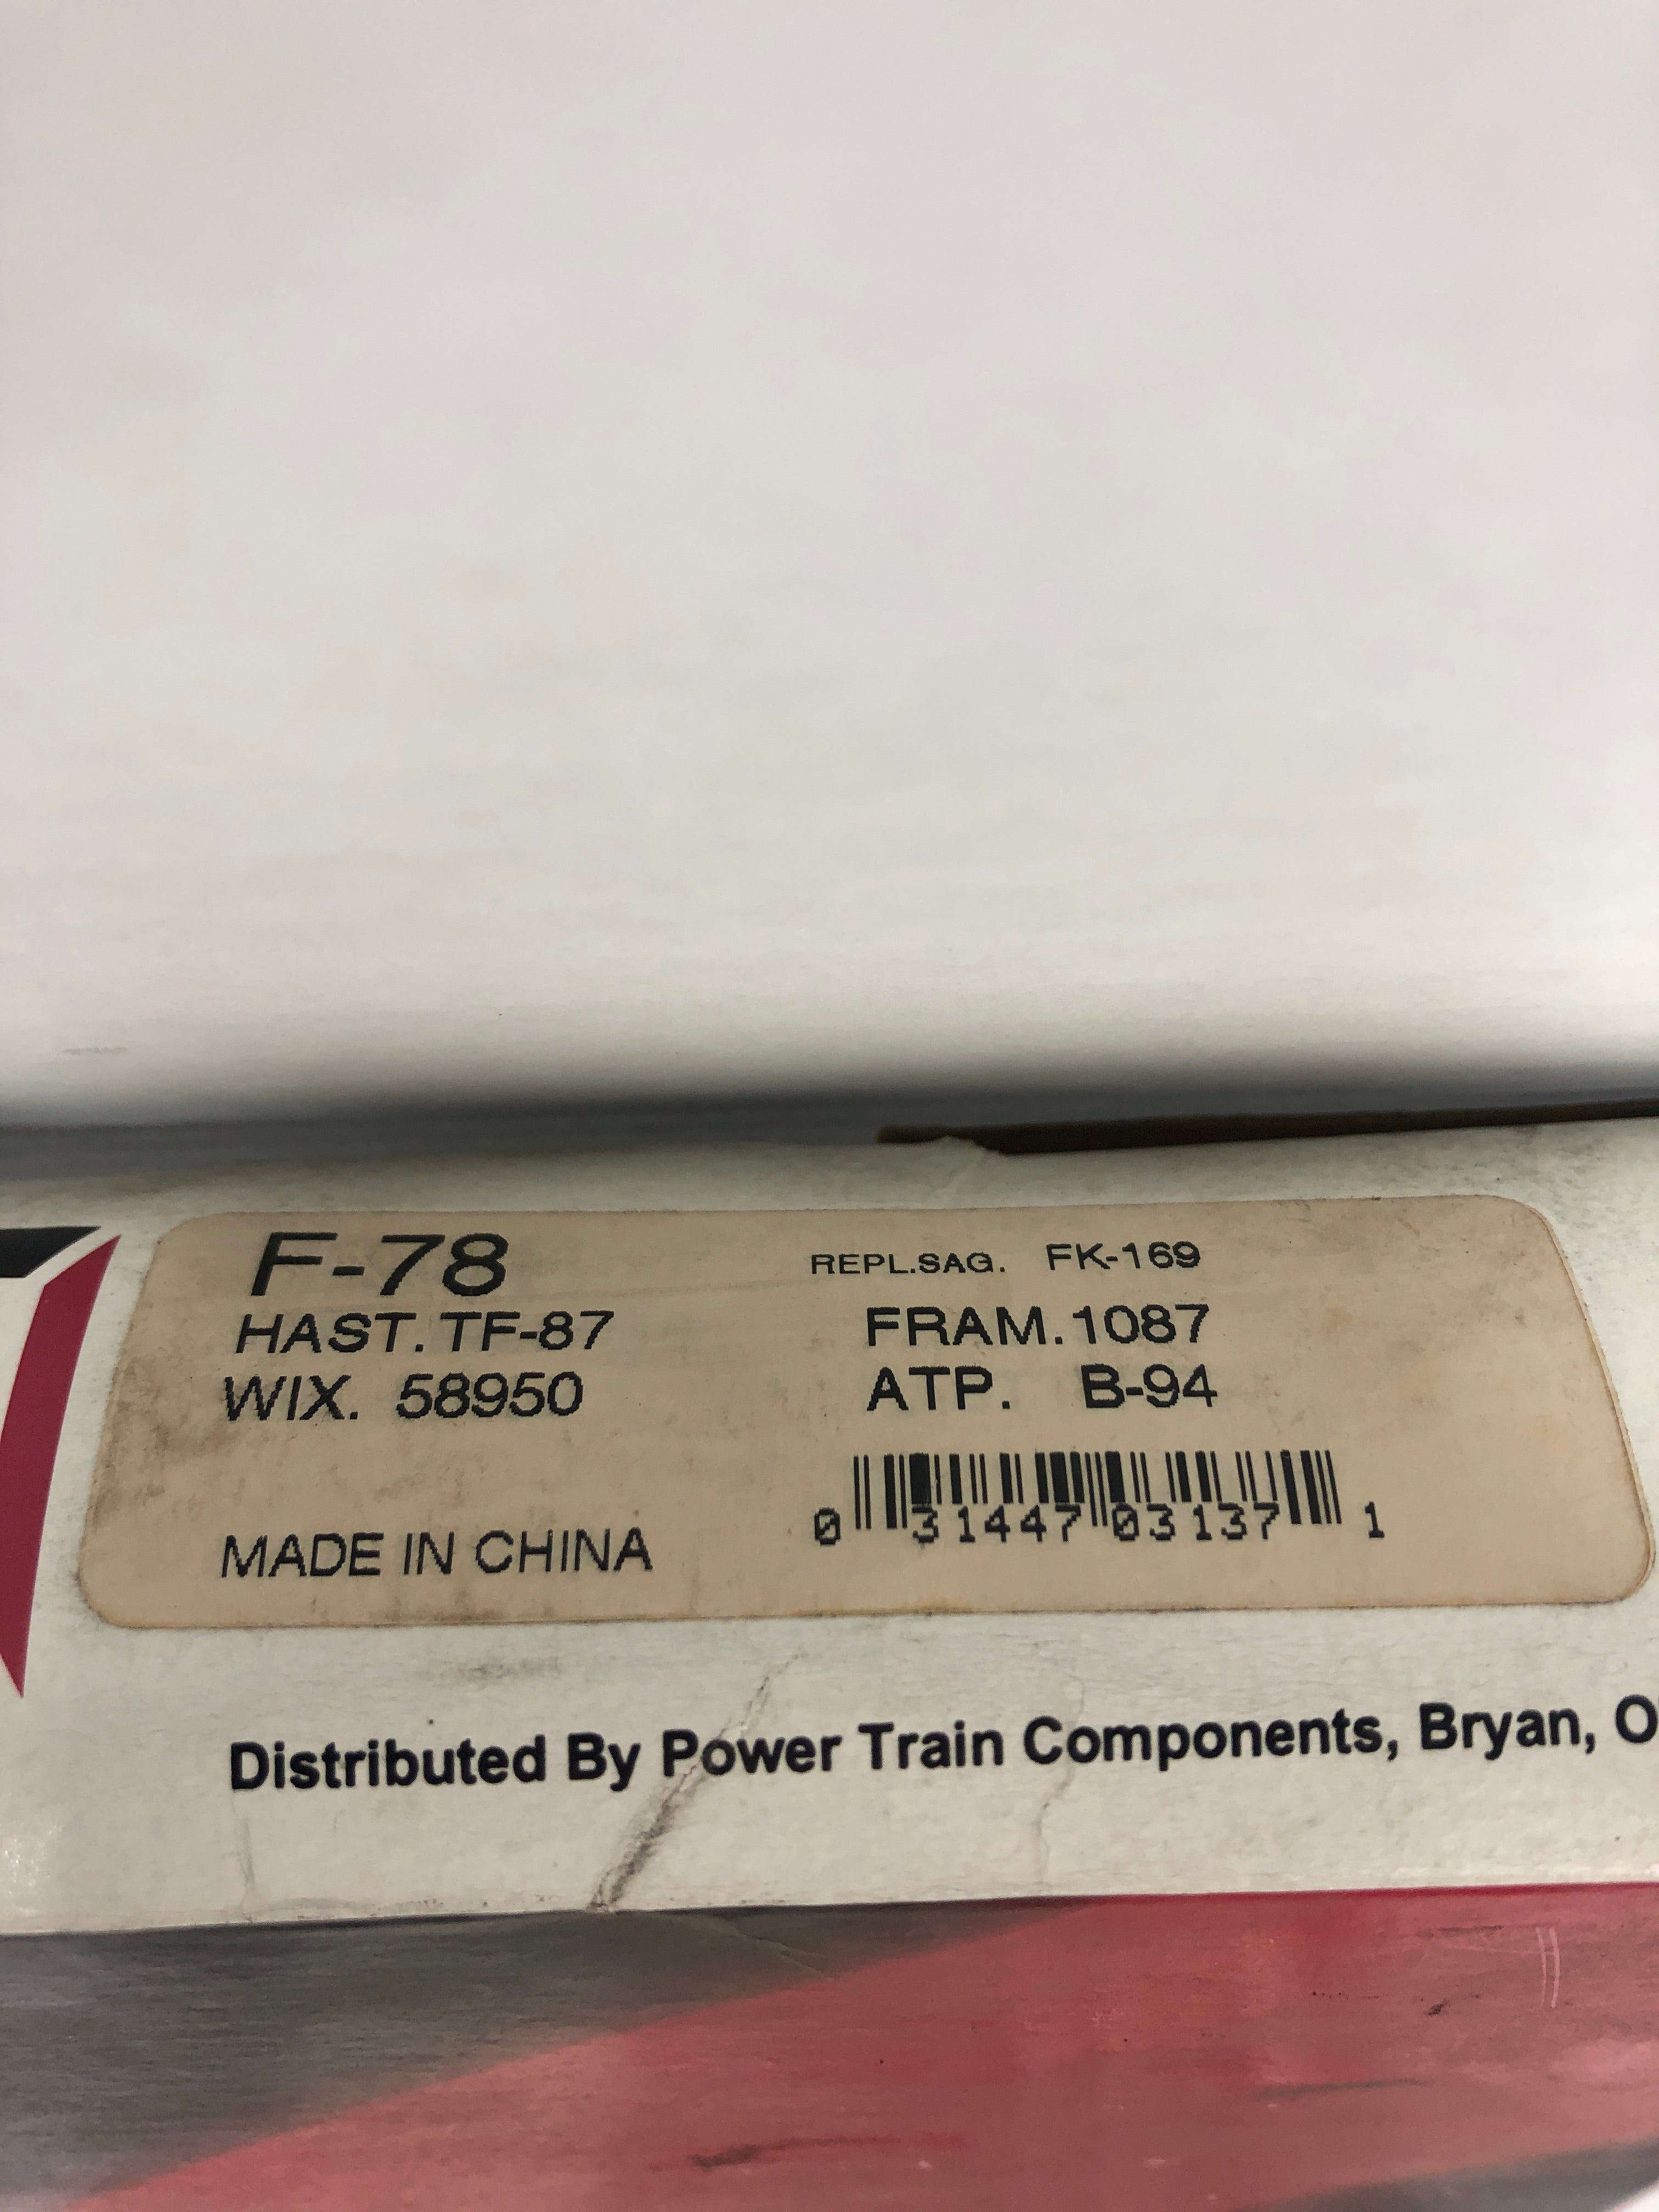 F-78
REPL.SAG. FK-169
HAST. TF-87
FRAM. 1087
WIX. 58950
ATP. B-94
MADE IN CHINA
0 31447 03137 1
Distributed By Power Train Components, Bryan,